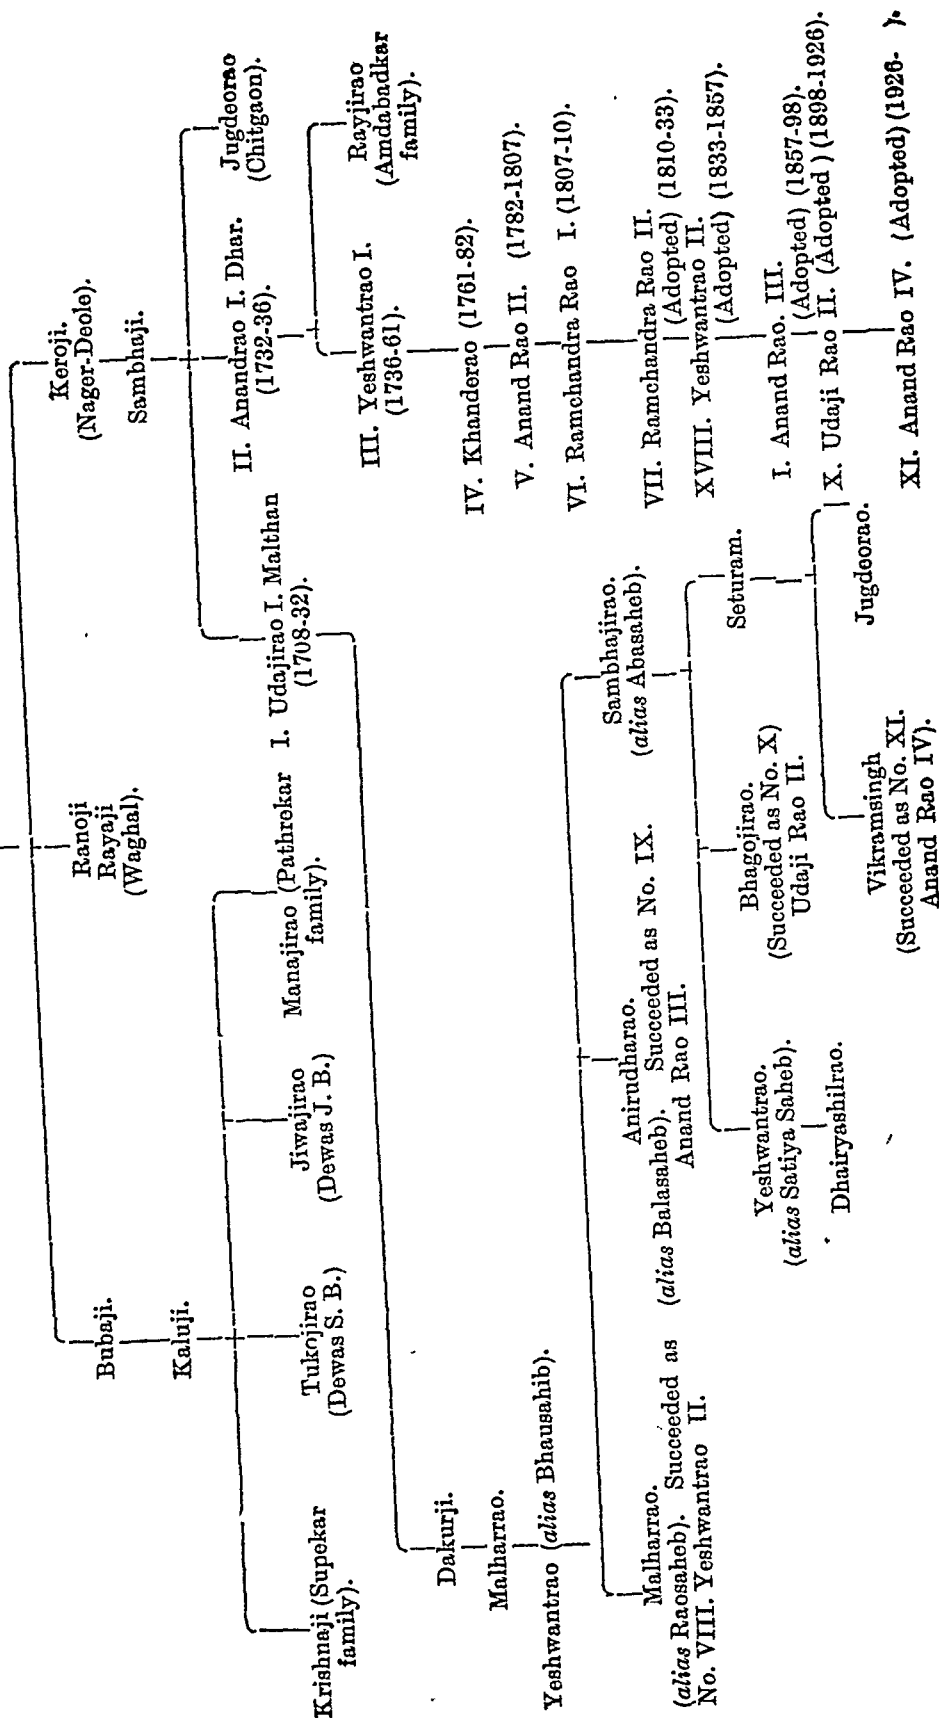 Bubaji.
Ranoji
Rayaji
(Waghal).
Keroji.
(Nager-Deole).
Kaluji.
Sambhaji.
Krishnaji (Supekar
family).
Tukojirao
(Dewas S. B.)
Jiwajirao
(Dewas J. B.)
Manajirao (Pathrokar
family).
I. Udajirao I. Malthan
(1708-32).
II. Anandrao I. Dhar.
(1732-36).
Jugdeorao
(Chitgaon).
III. Yeshwantrao I.
(1736-61)
Rayjirao
(Amdabadkar
family).
Dakurji.
Malharrao.
Yeshwantrao (alias Bhausahib).
IV. Khanderao (1761-82).
V. Anand Rao II. (1782-1807).
VI. Ramchandra Rao I. (1807-10).
VII. Ramchandra Rao II.
(Adopted) (1810-33).
XVIII. Yeshwantrao II.
(Adopted) (1833-1857)
I. Anand Rao. III.
(Adopted) (1857-98).
X. Udaji Rao II. (Adopted ) (1898-1926).
XI. Anand Rao IV. (Adopted) (1926- ).
Malharrao.
(alias Raosaheb). Succeeded as
No. VIII. Yeshwantrao II.
Anirudharao.
(alias Balasaheb). Succeeded as No. IX.
Anand Rao III.
Sambhajirao.
(alias Abasaheb).
Yeshwantrao.
(alias Satiya Saheb).
Bhagojirao.
(Succeeded as No. X)
Udaji Rao II.
Seturam.
Dhairyashilrao.
Vikramsingh
(Succeeded as No. XI.
Anand Rao IV).
Jugdeorao.